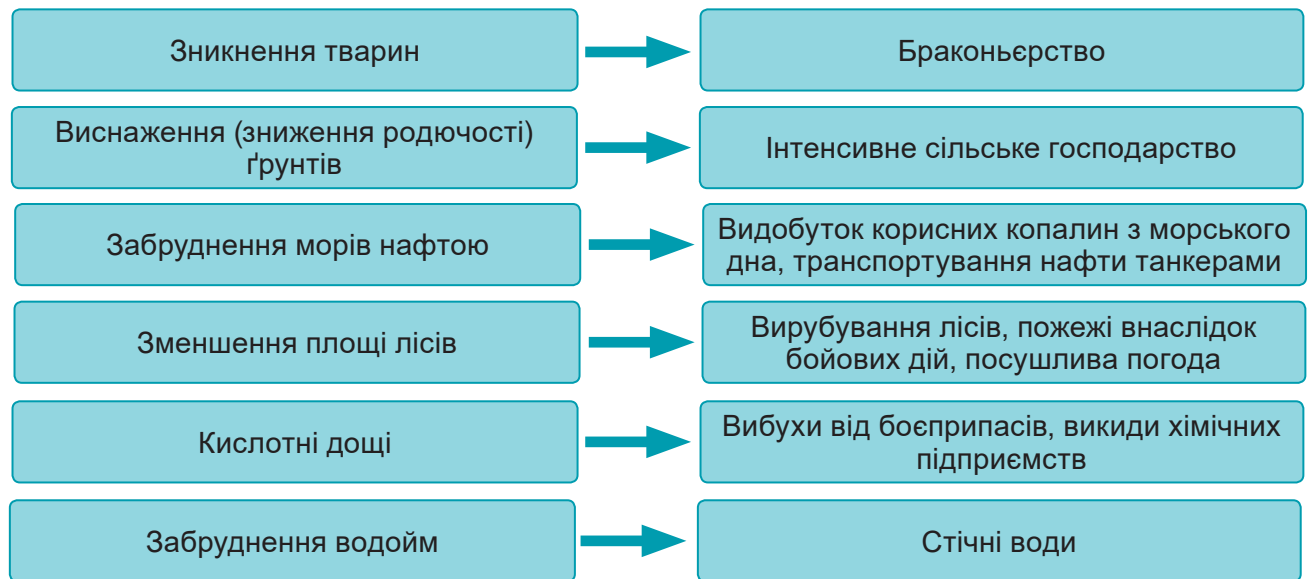 Зникнення тварин
Браконьєрство
Виснаження (зниження родючості)
ґрунтів
Інтенсивне сільське господарство
Забруднення морів нафтою
Видобуток корисних копалин з морського
дна, транспортування нафти танкерами
Зменшення площі лісів
Вирубування лісів, пожежі внаслідок
бойових дій, посушлива погода
Кислотні дощі
Вибухи від боєприпасів, викиди хімічних
підприємств
Забруднення водойм
Стічні води